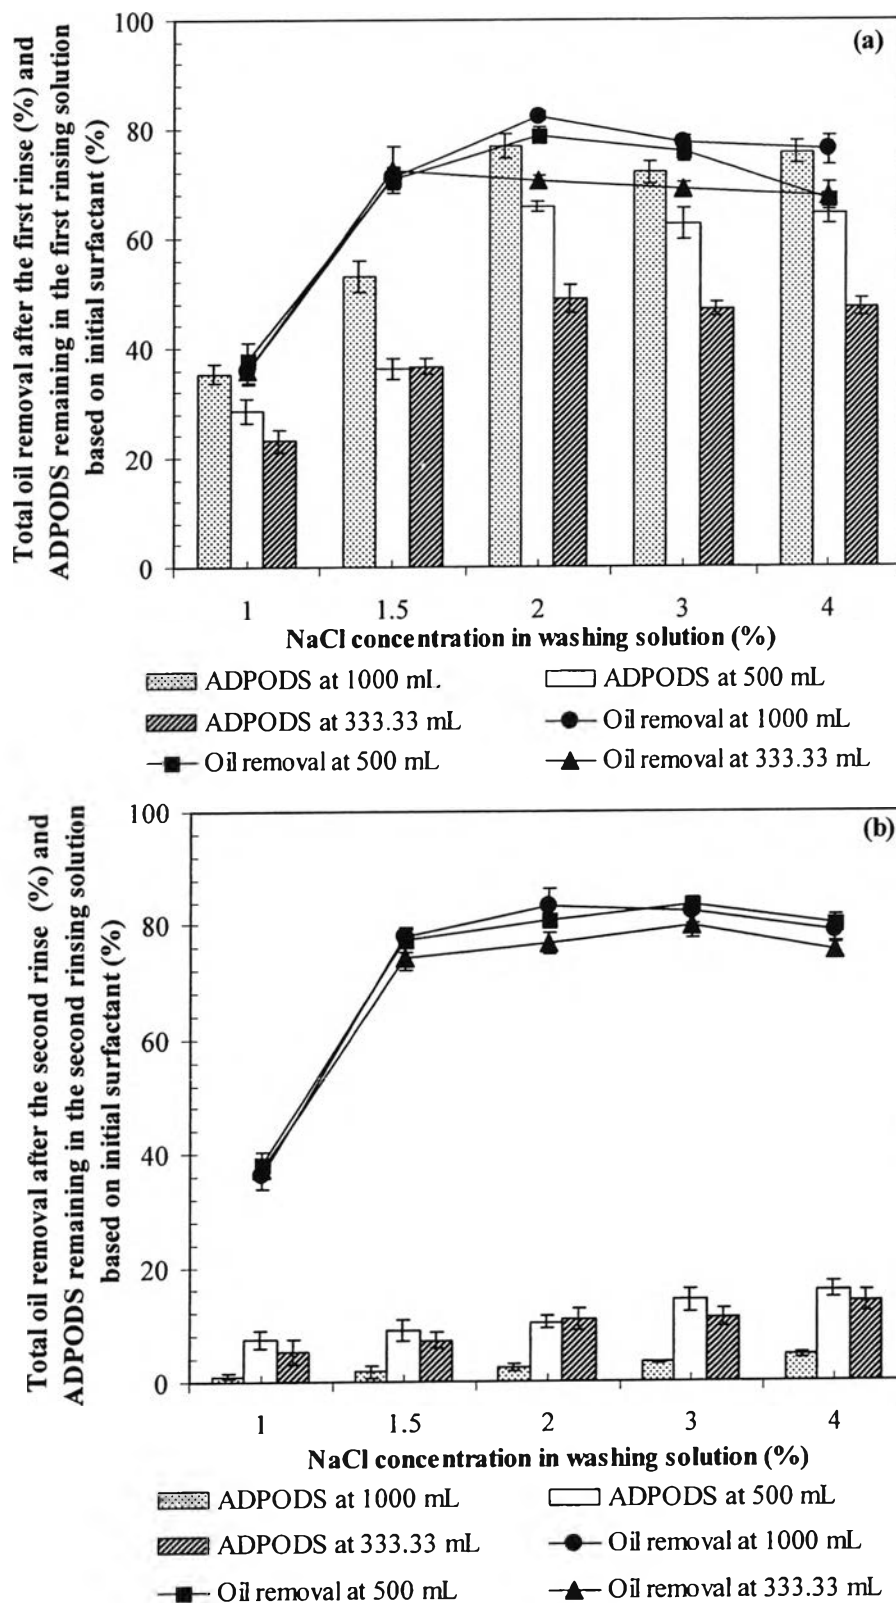 Total oil removal after the first rinse (%) and
ADPODS remaining in the first rinsing solution
based on initial surfactant (%)
(a)
100
80
60
40
20
0
1 1.5 2 3 4
NaCl concentration in washing solution (%)
ADPODS at 1000 mL ADPODS at 500 mL
ADPODS at 333.33 mL Oil removal at 1000 mL
Oil removal at 500 mL Oil removal at 333.33 mL
Total oil removal after the second rinse (%) and
ADPODS remaining in the second rinsing solution
based on initial surfactant (%)
(b)
100
80
60
40
20
0
1 1.5 2 3 4
NaCl concentration in washing solution (%)
ADPODS at 1000 mL ADPODS at 500 mL
ADPODS at 333.33 mL Oil removal at 1000 mL
Oil removal at 500 mL Oil removal at 333.33 mL